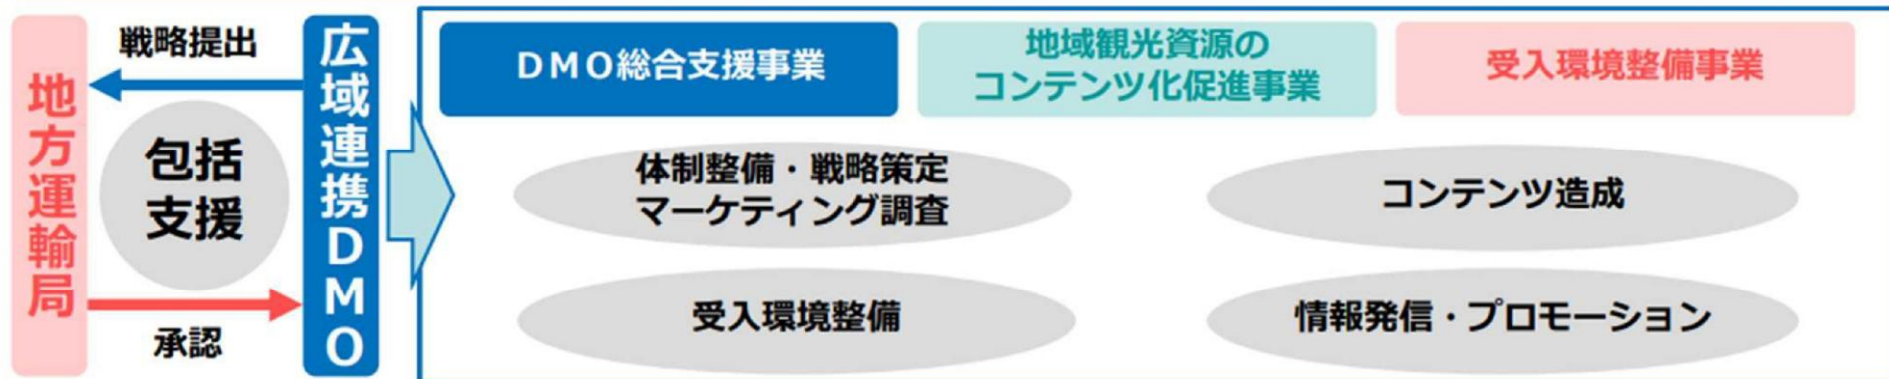 地方運輸局
戦略提出
包括
支援
承認
広域連携DMO
DMO総合支援事業
地域観光資源の
コンテンツ化促進事業
受入環境整備事業
体制整備・戦略策定
マーケティング調査
コンテンツ造成
受入環境整備
情報発信・プロモーション